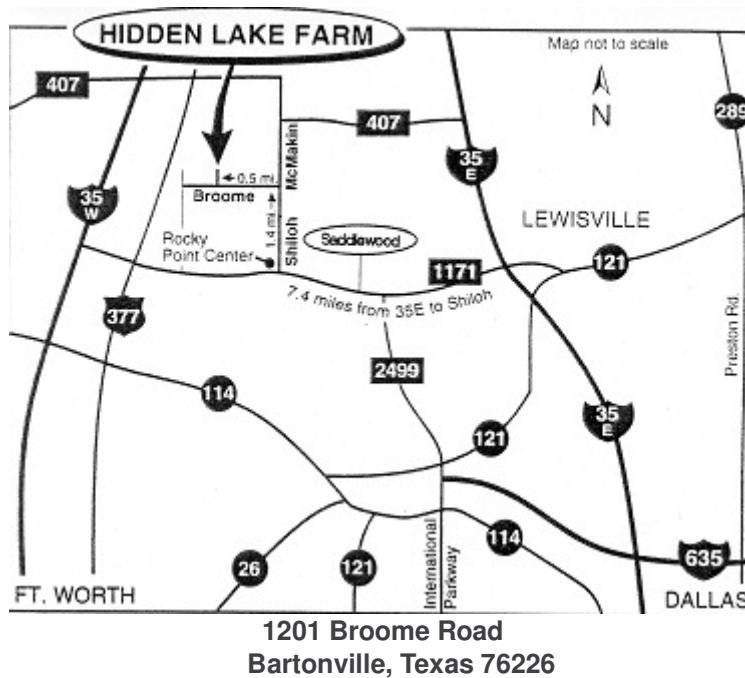 HIDDEN LAKE FARM
Map not to scale
N
407
407
289
35
W
35
E
McMakin
Shiloh
0.5 mi.
Broome
1.4 mi.
Rocky
Point Center
Saddlewood
LEWISVILLE
121
1171
7.4 miles from 35E to Shiloh
377
2499
Preston Rd.
114
35
E
121
114
26
121
International
Parkway
635
FT. WORTH
DALLAS
1201 Broome Road
Bartonville, Texas 76226